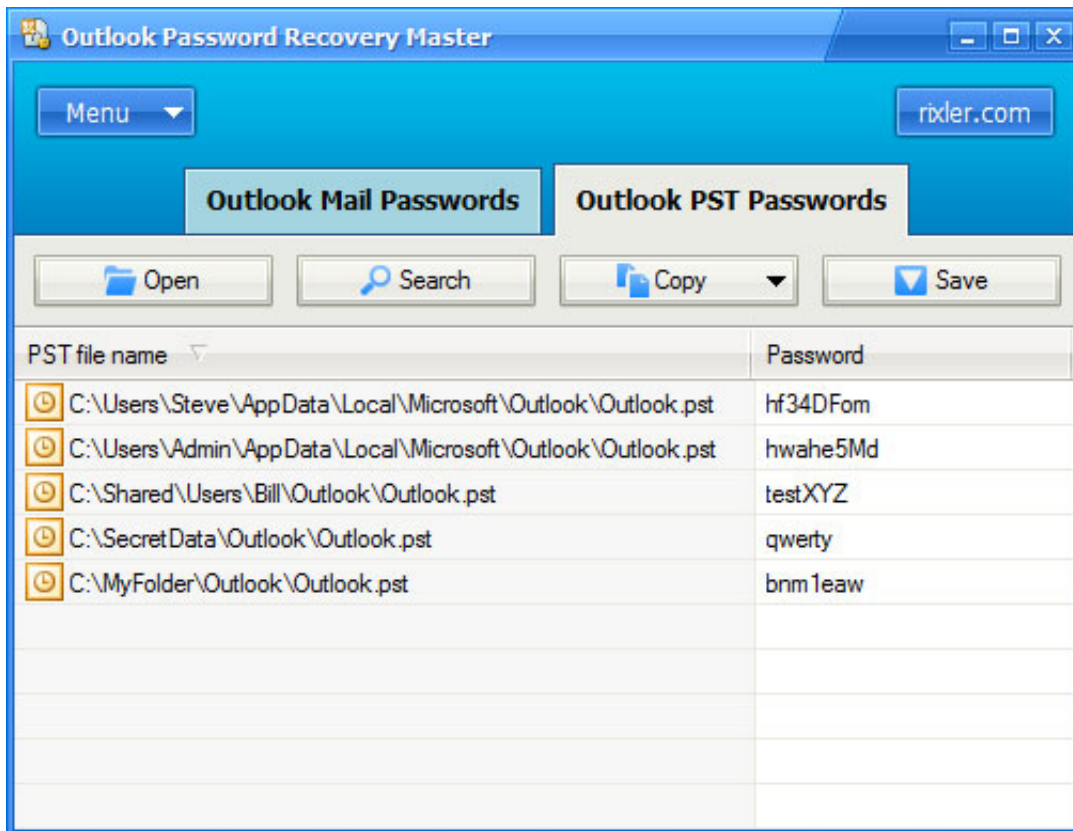 Outlook Password Recovery Master
Menu rixler.com
Outlook Mail Passwords Outlook PST Passwords
Open Search Copy Save
PST file name Password
C:\Users\Steve\AppData\Local\Microsoft\Outlook\Outlook.pst hf34DFom
C:\Users\Admin\AppData\Local\Microsoft\Outlook\Outlook.pst hwahe5Md
C:\Shared\Users\Bill\Outlook\Outlook.pst testXYZ
C:\SecretData\Outlook\Outlook.pst qwerty
C:\MyFolder\Outlook\Outlook.pst bnm1eaw